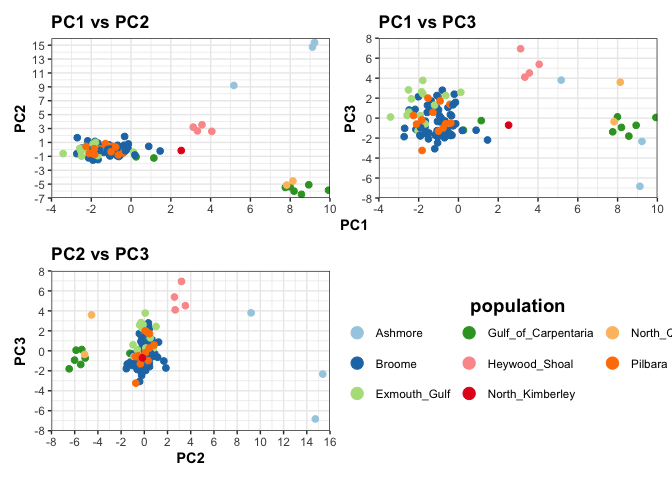 PC1 vs PC2
PC1 vs PC3
15
13
11
9
7
5
3
1
-1
-3
-5
-7
PC2
-4 -2 0 2 4 6 8 10
8
6
4
2
0
-2
-4
-6
-8
PC3
-4 -2 0 2 4 6 8 10
PC1
PC2 vs PC3
8
6
4
2
0
-2
-4
-6
-8
PC3
-8 -6 -4 -2 0 2 4 6 8 10 12 14 16
PC2
population
Ashmore Gulf_of_Carpentaria North_C
Broome Heywood_Shoal Pilbara
Exmouth_Gulf North_Kimberley